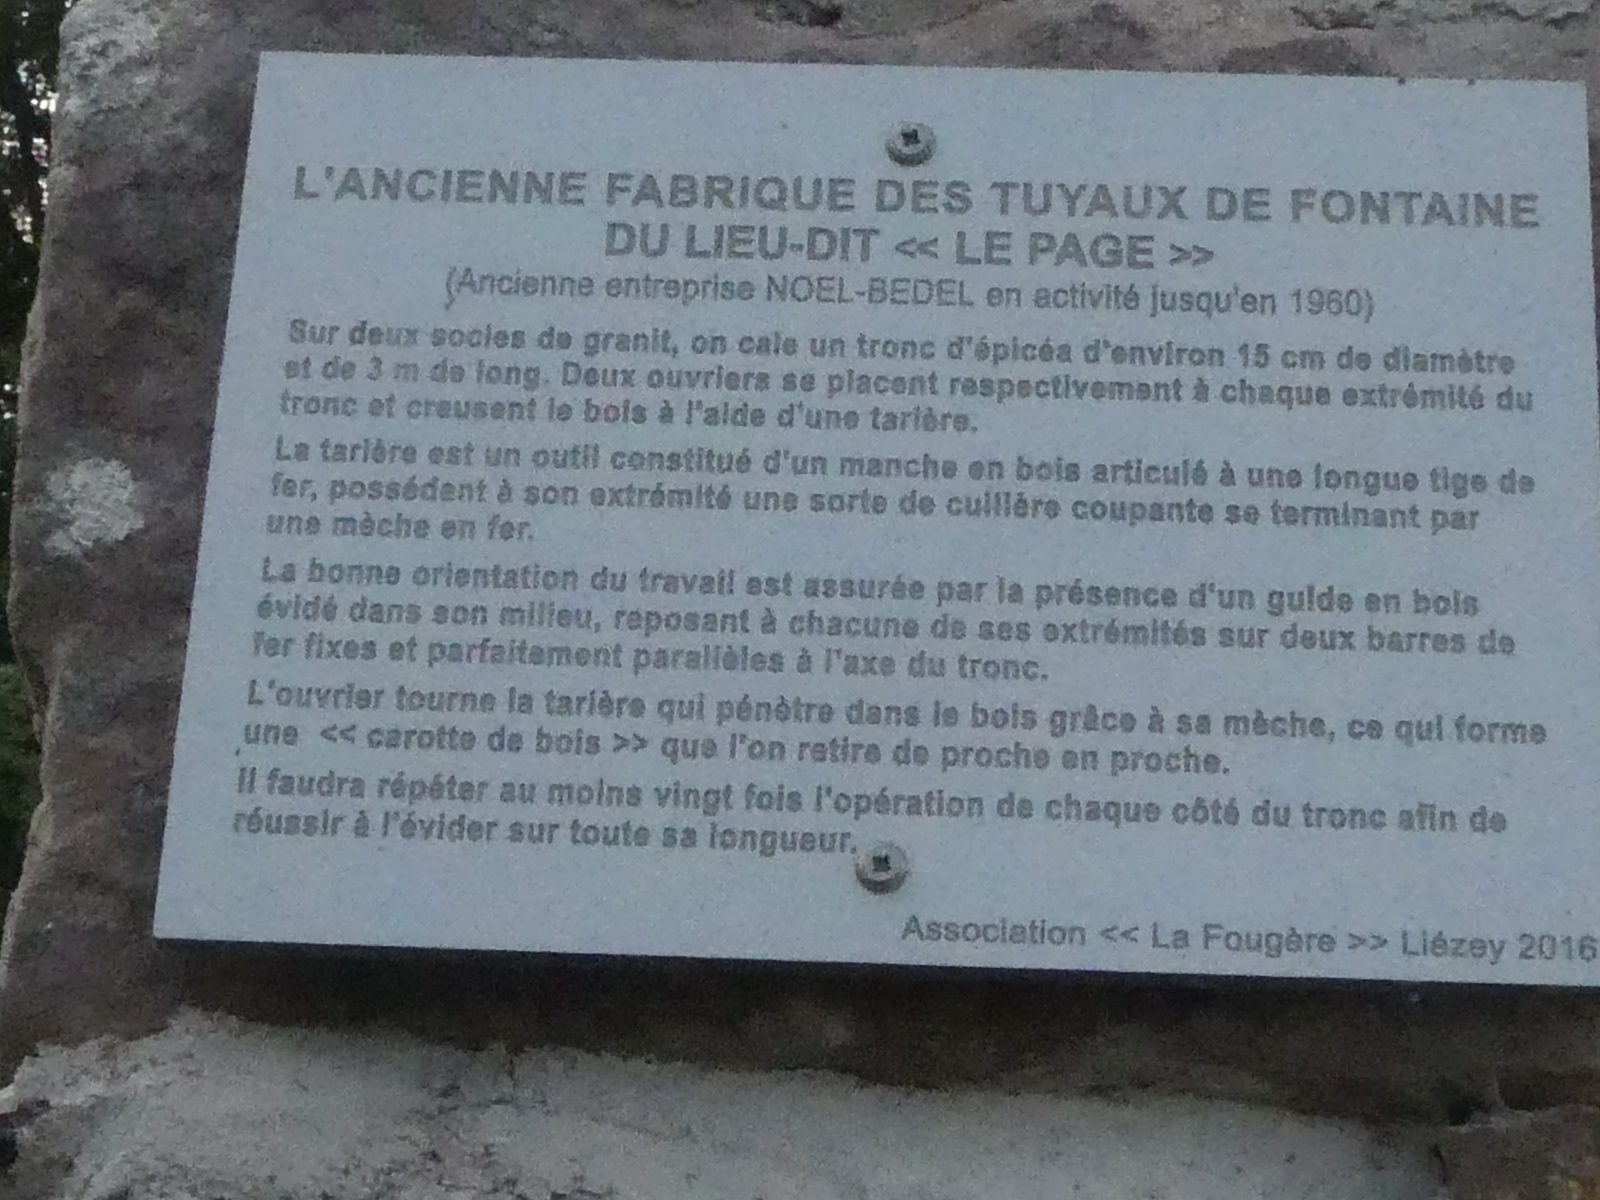 L'ANCIENNE FABRIQUE DES TUYAUX DE FONTAINE
DU LIEU-DIT << LE PAGE >>
(Ancienne entreprise NOEL-BEDEL en activité jusqu'en 1960)
Sur deux socles de granit, on cale un tronc d'épicéa d'environ 15 cm de diamètre
et de 3 m de long. Deux ouvriers se placent respectivement à chaque extrémité du
tronc et creusent le bois à l'aide d'une tarière.
La tarière est un outil constitué d'un manche en bois articulé à une longue tige de
fer, possédent à son extrémité une sorte de cuillère coupante se terminant par
une mèche en fer.
La bonne orientation du travail est assurée par la présence d'un guide en bois
évidé dans son milieu, reposant à chacune de ses extrémités sur deux barres de
fer fixes et parfaitement parallèles à l'axe du tronc.
L'ouvrier tourne la tarière qui pénètre dans le bois grâce à sa mèche, ce qui forme
une << carotte de bois >> que l'on retire de proche en proche.
Il faudra répéter au moins vingt fois l'opération de chaque côté du tronc afin de
réussir à l'évider sur toute sa longueur.
Association << La Fougère >> Liézey 2016